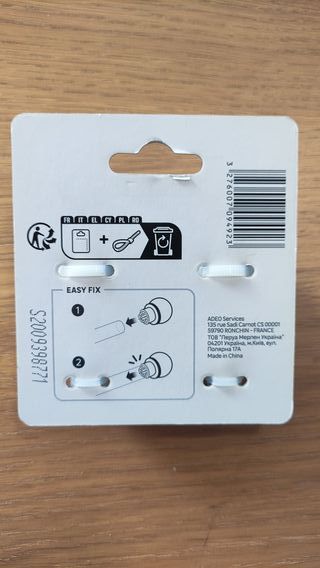 3 276007 094923
FR IT EL CY PL RO
+
EASY FIX
1
2
S2009398771
ADEO Services
135 rue Sadi Carnot CS 00001
59790 RONCHIN - FRANCE
ТОВ "Леруа Мерлен Україна"
04201 Україна, м.Київ, вул.
Полярна 17А
Made in China